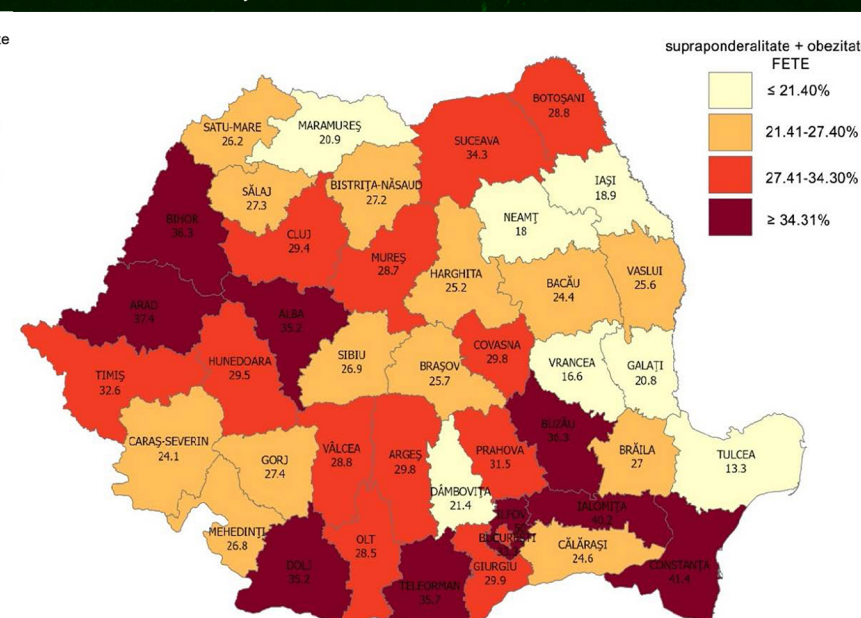 supraponderalitate + obezitat
FETE
≤ 21.40%
21.41-27.40%
27.41-34.30%
≥ 34.31%
BOTOŞANI
28.8
SATU-MARE
26.2
MARAMUREŞ
20.9
SUCEAVA
34.3
IAŞI
18.9
SĂLAJ
27.3
BISTRIŢA-NĂSAUD
27.2
BIHOR
36.3
NEAMŢ
18
CLUJ
29.4
MUREŞ
28.7
HARGHITA
25.2
BACĂU
24.4
VASLUI
25.6
ARAD
37.4
ALBA
35.2
COVASNA
29.8
HUNEDOARA
29.5
SIBIU
26.9
BRAŞOV
25.7
VRANCEA
16.6
GALAŢI
20.8
TIMIŞ
32.6
CARAŞ-SEVERIN
24.1
GORJ
27.4
VÂLCEA
28.8
ARGEŞ
29.8
PRAHOVA
31.5
BUZĂU
BRĂILA
27
TULCEA
13.3
DÂMBOVIŢA
21.4
IALOMIŢA
40.2
ILFOV
MEHEDINŢI
26.8
OLT
28.5
BUCUREŞTI
CĂLĂRAŞI
24.6
DOLJ
35.2
TELEORMAN
35.7
GIURGIU
29.9
CONSTANŢA
41.4